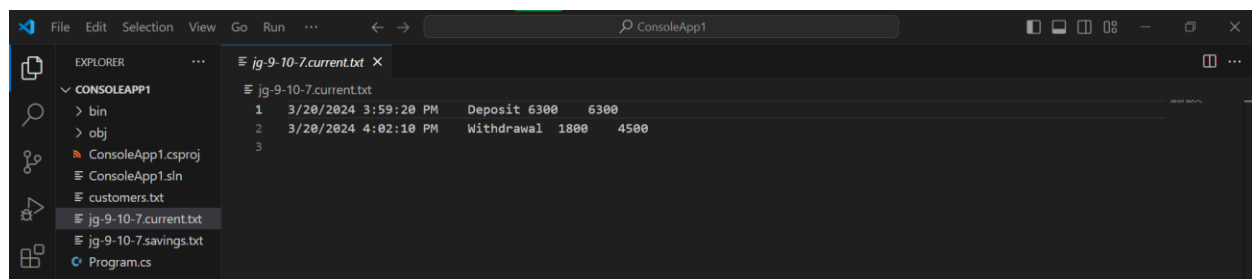 File Edit Selection View Go Run ··· ConsoleApp1
EXPLORER ···
jg-9-10-7.current.txt
CONSOLEAPP1
jg-9-10-7.current.txt
bin
1 3/20/2024 3:59:20 PM Deposit 6300 6300
obj
2 3/20/2024 4:02:10 PM Withdrawal 1800 4500
ConsoleApp1.csproj
3
ConsoleApp1.sln
customers.txt
jg-9-10-7.current.txt
jg-9-10-7.savings.txt
Program.cs